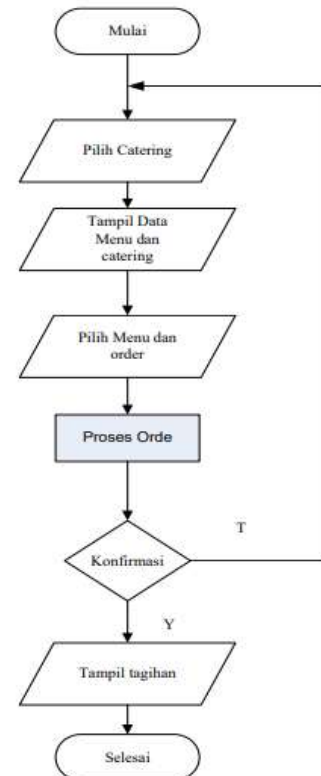 Mulai
Pilih Catering
Tampil Data
Menu dan
catering
Pilih Menu dan
order
Proses Orde
T
Konfirmasi
Y
Tampil tagihan
Selesai